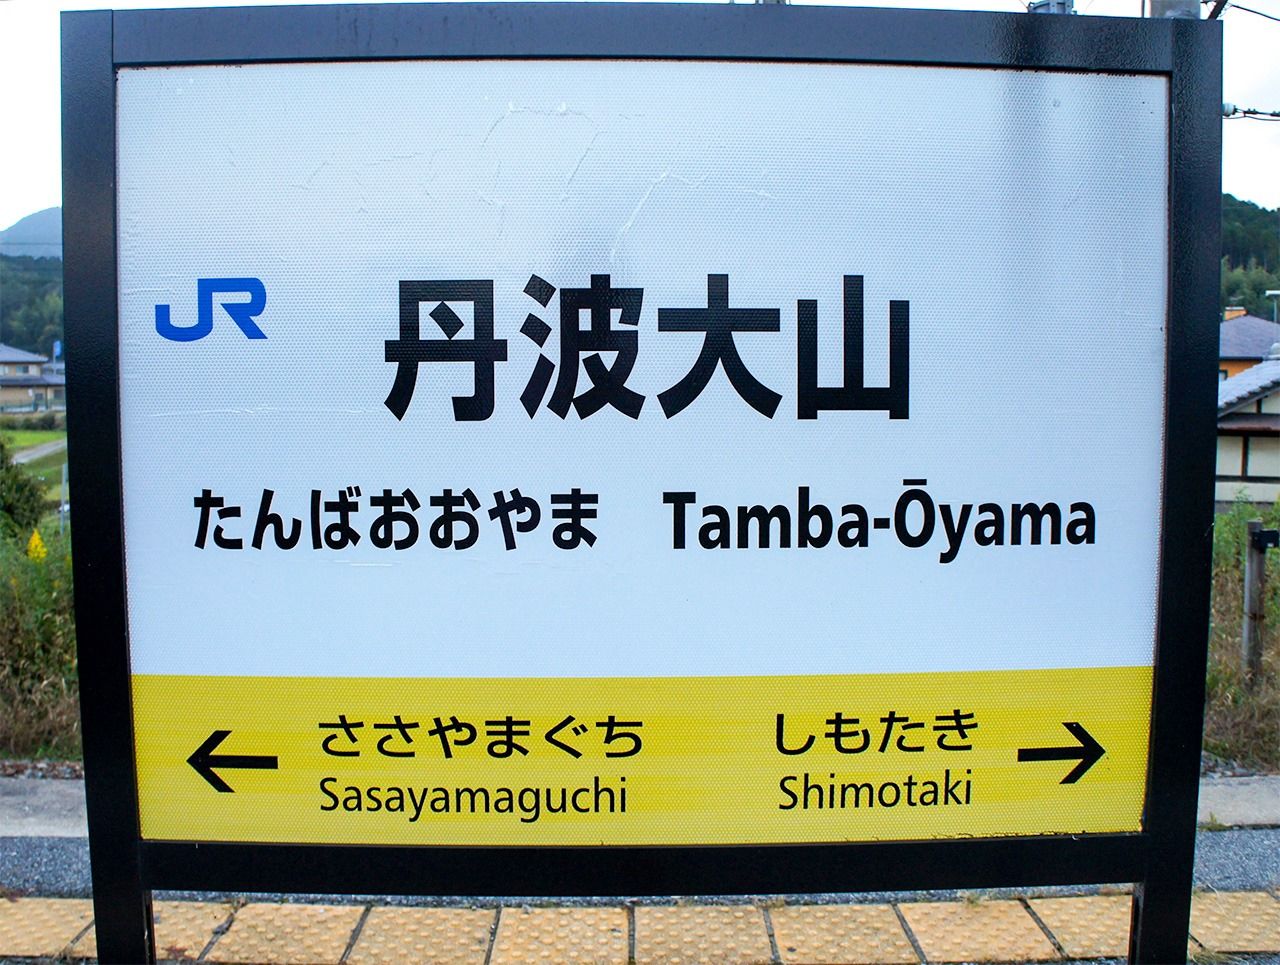 JR
丹波大山
たんばおおやま Tamba-Ōyama
← ささやまぐち しもたき →
Sasayamaguchi Shimotaki